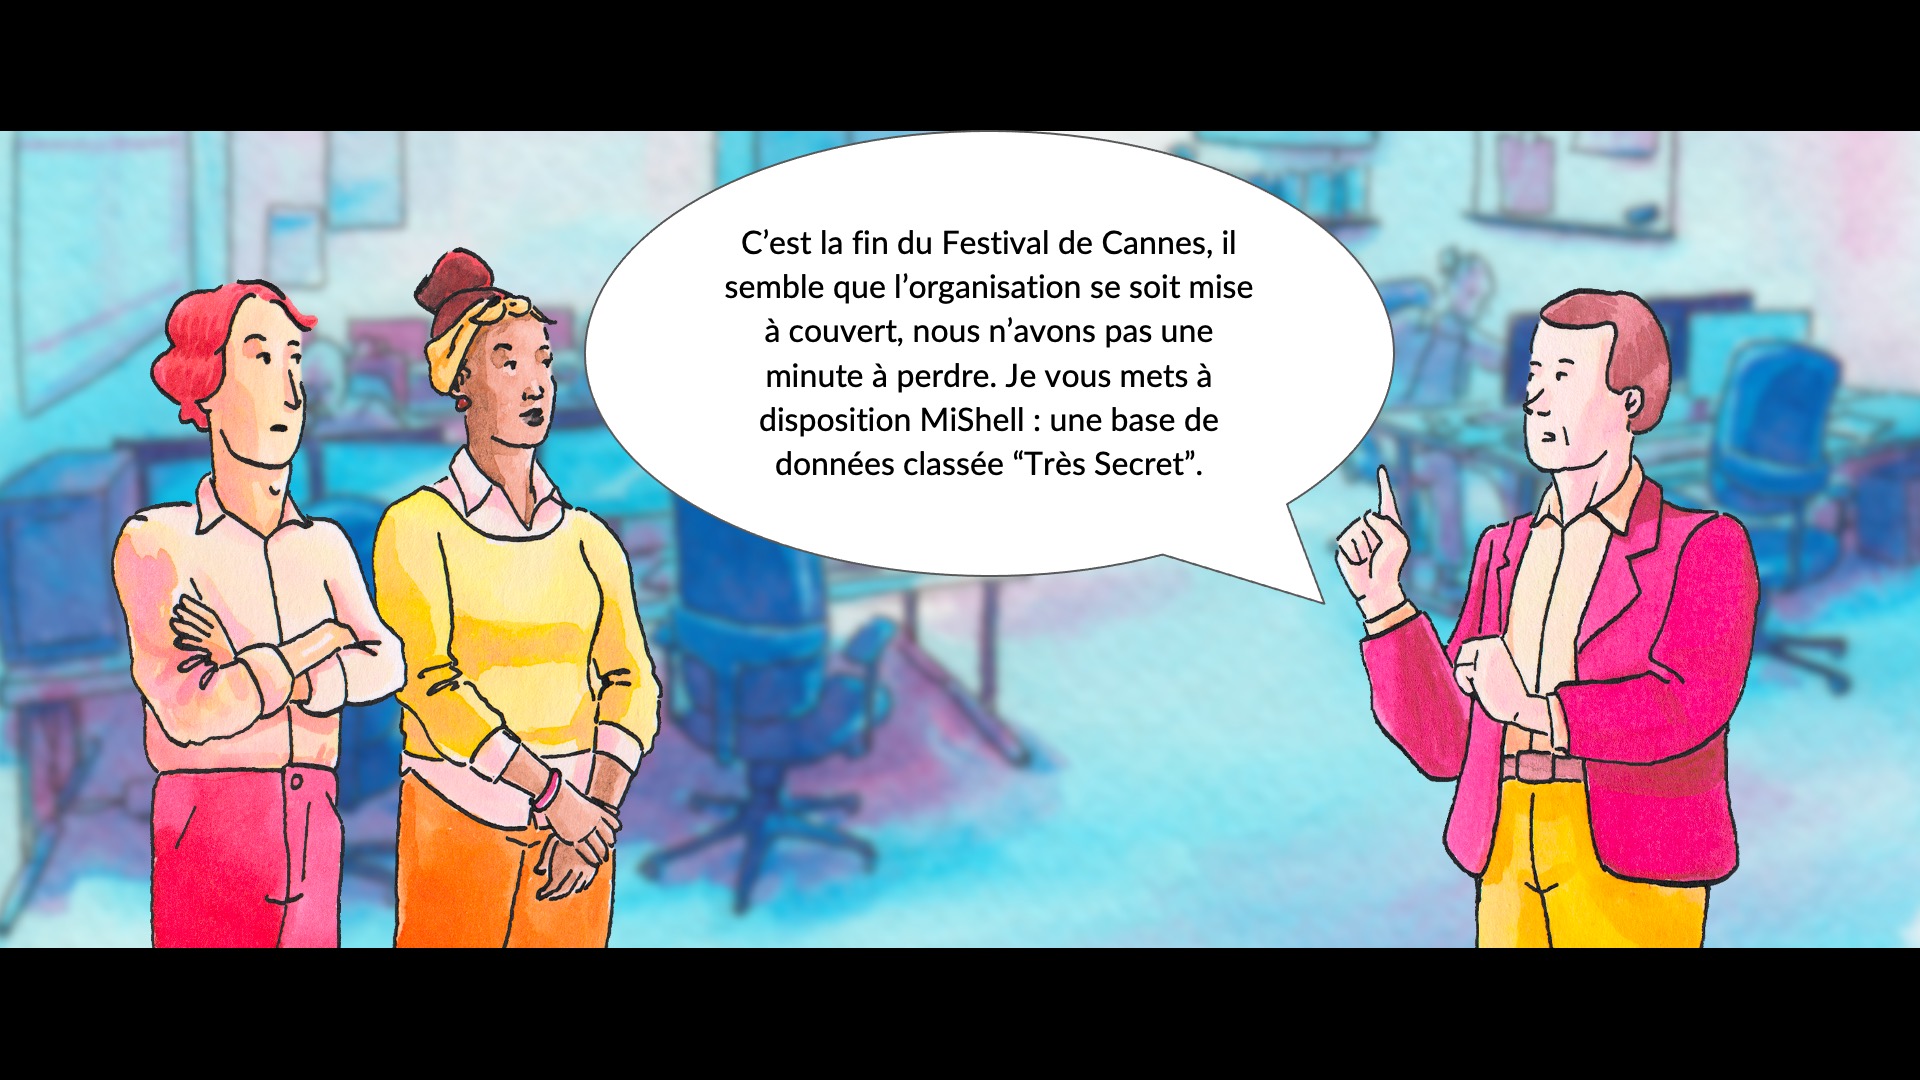 C’est la fin du Festival de Cannes, il
semble que l’organisation se soit mise
à couvert, nous n’avons pas une
minute à perdre. Je vous mets à
disposition MiShell : une base de
données classée “Très Secret”.